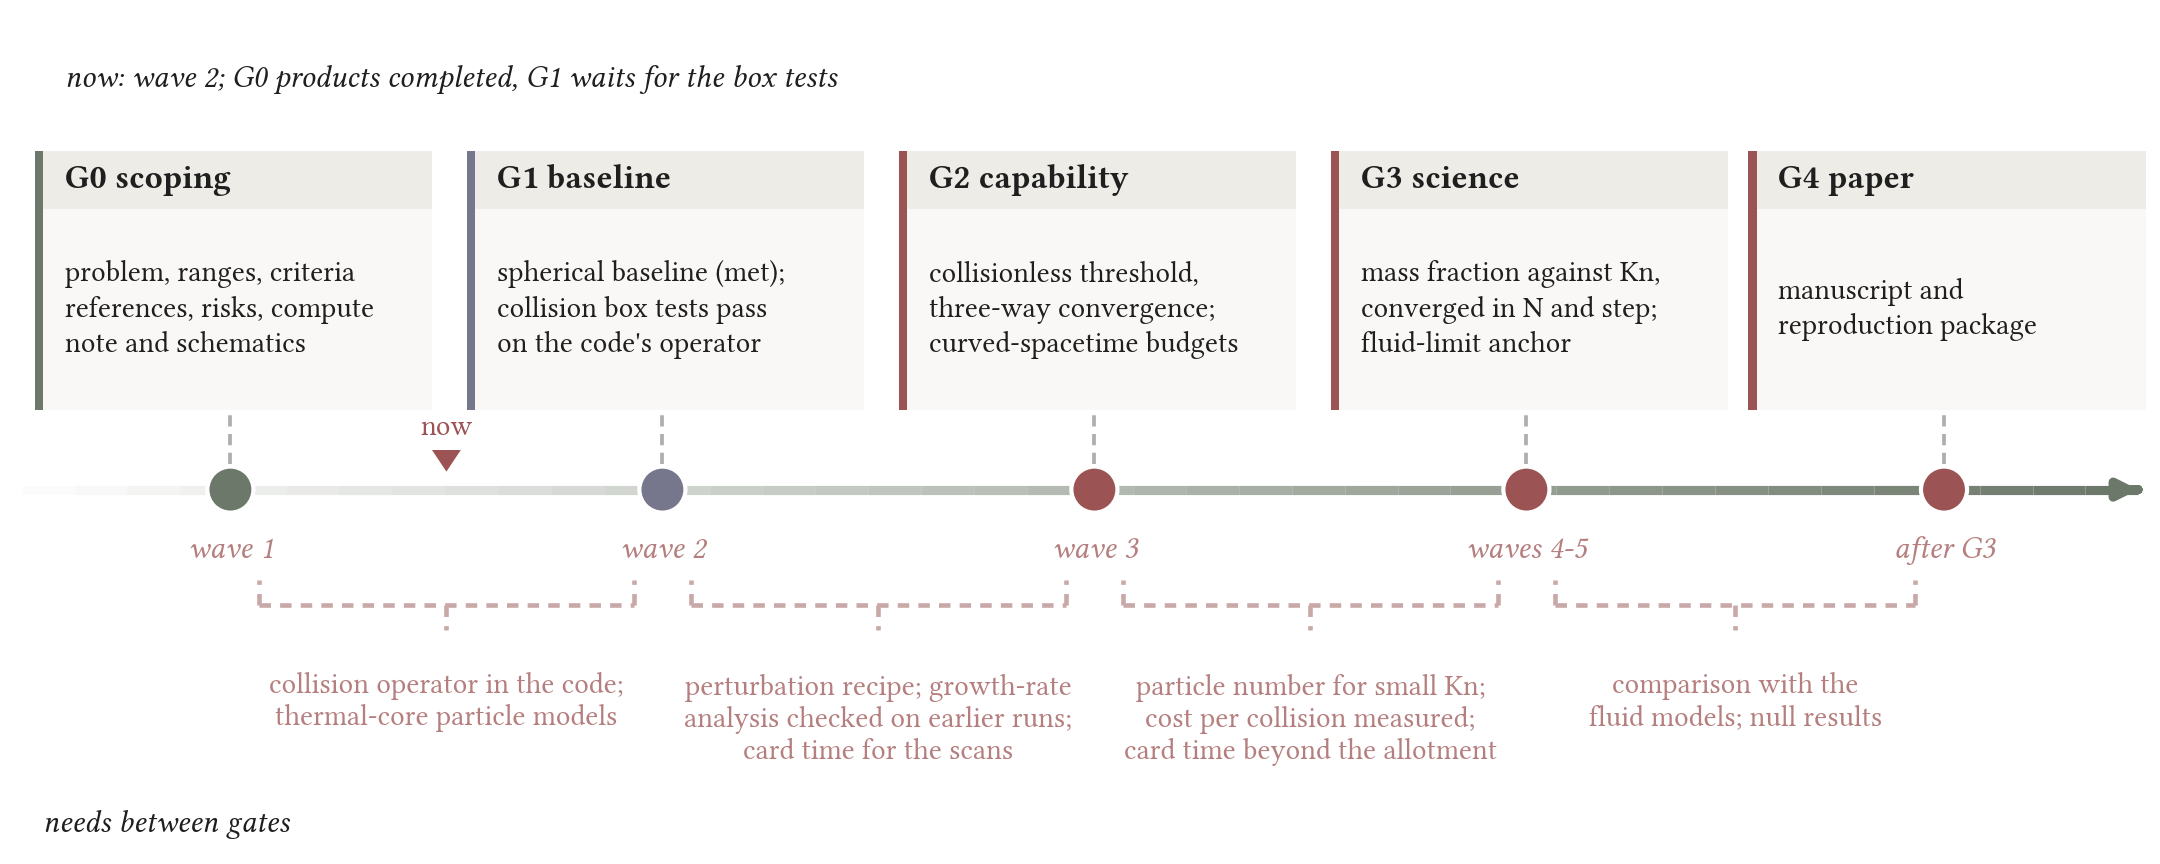 now: wave 2; G0 products completed, G1 waits for the box tests
G0 scoping
problem, ranges, criteria
references, risks, compute
note and schematics
G1 baseline
spherical baseline (met);
collision box tests pass
on the code's operator
G2 capability
collisionless threshold,
three-way convergence;
curved-spacetime budgets
G3 science
mass fraction against Kn,
converged in N and step;
fluid-limit anchor
G4 paper
manuscript and
reproduction package
now
wave 1
wave 2
wave 3
waves 4-5
after G3
collision operator in the code;
thermal-core particle models
perturbation recipe; growth-rate
analysis checked on earlier runs;
card time for the scans
particle number for small Kn;
cost per collision measured;
card time beyond the allotment
comparison with the
fluid models; null results
needs between gates